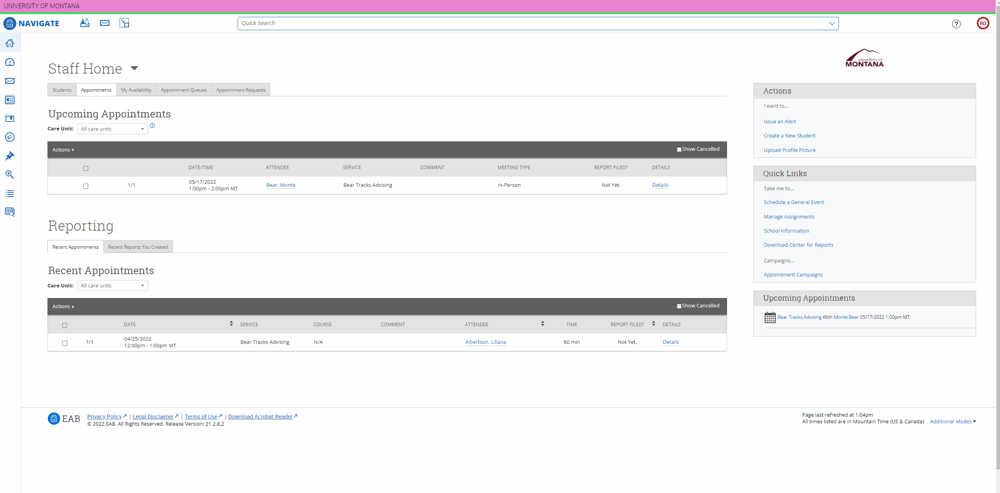 UNIVERSITY OF MONTANA
NAVIGATE
Quick Search
?
RD
Staff Home
UNIVERSITY OF
MONTANA
Students Appointments My Availability Appointment Queues Appointment Requests
Upcoming Appointments
Care Unit: All care units
Actions Show Cancelled
DATE/TIME ATTENDEE SERVICE COMMENT MEETING TYPE REPORT FILED? DETAILS
1/1 05/17/2022 Bear, Monte Bear Tracks Advising In-Person Not Yet. Details
1:00pm - 2:00pm MT
Reporting
Recent Appointments Recent Reports You Created
Recent Appointments
Care Unit: All care units
Actions Show Cancelled
DATE SERVICE COURSE COMMENT ATTENDEE TIME REPORT FILED? DETAILS
1/1 04/25/2022 Bear Tracks Advising N/A Albertson, Liliana 60 min Not Yet. Details
12:00pm - 1:00pm MT
Actions
I want to...
Issue an Alert
Create a New Student
Upload Profile Picture
Quick Links
Take me to...
Schedule a General Event
Manage Assignments
School Information
Download Center for Reports
Campaigns...
Appointment Campaigns
Upcoming Appointments
Bear Tracks Advising With Monte Bear 05/17/2022 1:00pm MT
EAB
Privacy Policy | Legal Disclaimer | Terms of Use | Download Acrobat Reader
© 2022 EAB. All Rights Reserved. Release Version: 21.2.8.2
Page last refreshed at 1:04pm
All times listed are in Mountain Time (US & Canada) Additional Modes